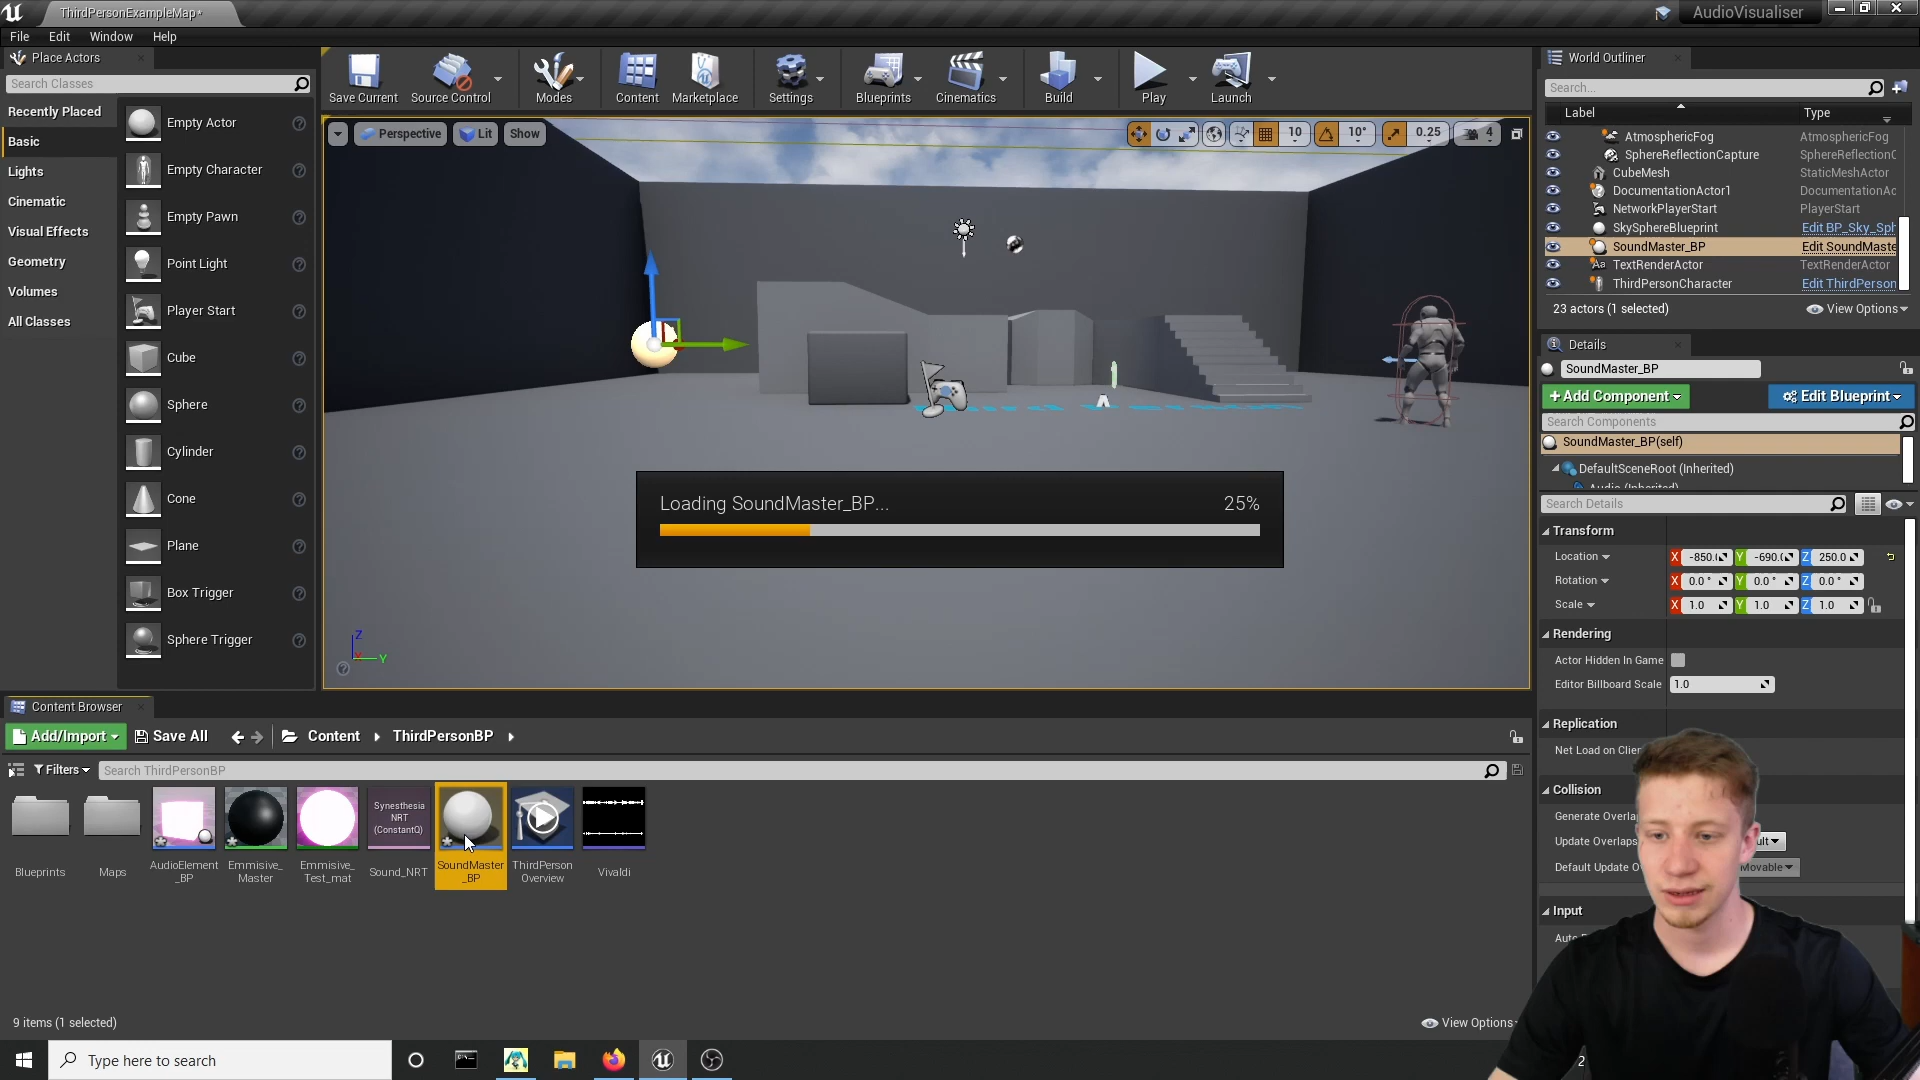 ThirdPersonExampleMap*
AudioVisualiser
File
Edit
Window
Help
Place Actors
Search Classes
Recently Placed
Basic
Lights
Cinematic
Visual Effects
Geometry
Volumes
All Classes
Empty Actor
Empty Character
Empty Pawn
Point Light
Player Start
Cube
Sphere
Cylinder
Cone
Plane
Box Trigger
Sphere Trigger
Save Current
Source Control
Modes
Content
Marketplace
Settings
Blueprints
Cinematics
Build
Play
Launch
Perspective
Lit
Show
10
10°
0.25
4
Loading SoundMaster_BP...
25%
Z
Y
World Outliner
Search...
Label
Type
AtmosphericFog
AtmosphericFog
SphereReflectionCapture
SphereReflectionC
CubeMesh
StaticMeshActor
DocumentationActor1
DocumentationAc
NetworkPlayerStart
PlayerStart
SkySphereBlueprint
Edit BP_Sky_Sph
SoundMaster_BP
Edit SoundMaste
TextRenderActor
TextRenderActor
ThirdPersonCharacter
Edit ThirdPerson
23 actors (1 selected)
View Options
Details
SoundMaster_BP
+Add Component
Edit Blueprint
Search Components
SoundMaster_BP(self)
DefaultSceneRoot (Inherited)
Audio (Inherited)
Search Details
Transform
Location
X -850.
Y -690.
Z 250.0
Rotation
X 0.0 °
Y 0.0 °
Z 0.0 °
Scale
X 1.0
Y 1.0
Z 1.0
Rendering
Actor Hidden In Game
Editor Billboard Scale
1.0
Replication
Net Load on Clien
Collision
Generate Overla
Update Overlaps
ult
Default Update O
Movable
Input
Auto
Content Browser
Add/Import
Save All
Content
ThirdPersonBP
Filters
Search ThirdPersonBP
Synesthesia
NRT
(ConstantQ)
Blueprints
Maps
AudioElement
_BP
Emmisive_
Master
Emmisive_
Test_mat
Sound_NRT
SoundMaster
_BP
ThirdPerson
Overview
Vivaldi
9 items (1 selected)
View Options
Type here to search
2